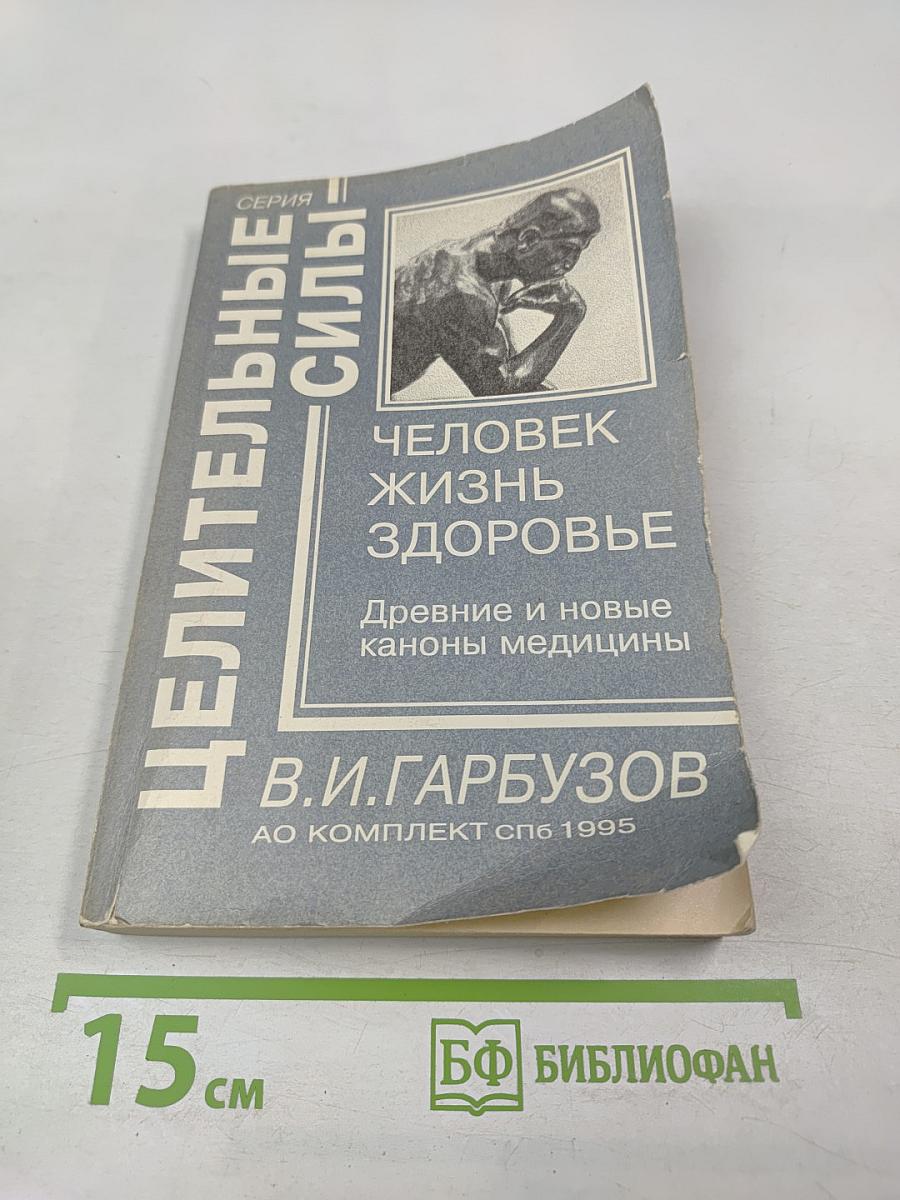 СЕРИЯ
ЦЕЛИТЕЛЬНЫЕ
СИЛЫ
ЧЕЛОВЕК
ЖИЗНЬ
ЗДОРОВЬЕ
Древние и новые
каноны медицины
В.И.ГАРБУЗОВ
АО КОМПЛЕКТ СПб 1995
15 см
БФ БИБЛИОФАН